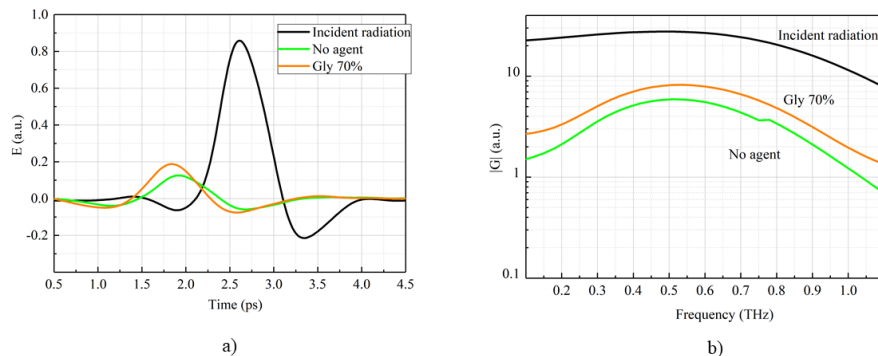 1.0
0.8
0.6
0.4
0.2
0.0
-0.2
E (a.u.)
Incident radiation
No agent
Gly 70%
0.5 1.0 1.5 2.0 2.5 3.0 3.5 4.0 4.5
Time (ps)
a)
10
1
0.1
|G| (a.u.)
Incident radiation
Gly 70%
No agent
0.2 0.3 0.4 0.5 0.6 0.7 0.8 0.9 1.0
Frequency (THz)
b)